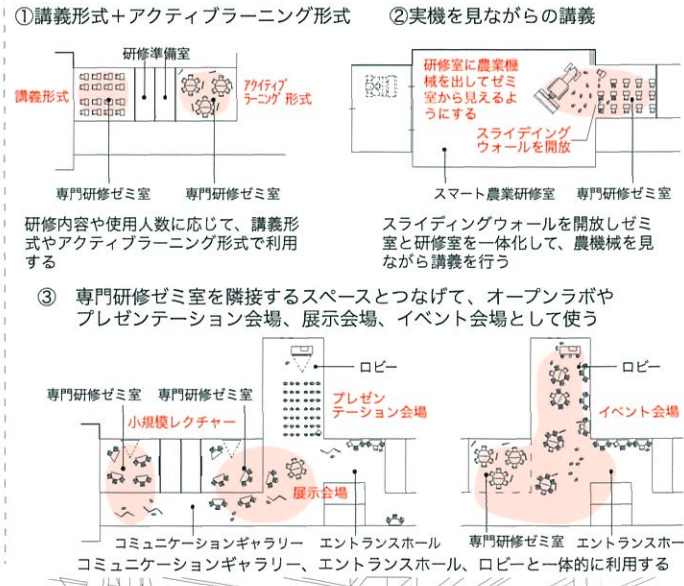 ①講義形式＋アクティブラーニング形式
研修準備室
講義形式
アクティブ
ラーニング形式
専門研修ゼミ室
専門研修ゼミ室
研修内容や使用人数に応じて、講義形
式やアクティブラーニング形式で利用
する
②実機を見ながらの講義
研修室に農業機
械を出してゼミ
室から見えるよ
うにする
スライデイング
ウォールを開放
スマート農業研修室
専門研修ゼミ室
スライディングウォールを開放しゼミ
室と研修室を一体化して、農機械を見
ながら講義を行う
③ 専門研修ゼミ室を隣接するスペースとつなげて、オープンラボや
プレゼンテーション会場、展示会場、イベント会場として使う
ロビー
専門研修ゼミ室
専門研修ゼミ室
小規模レクチャー
プレゼン
テーション会場
展示会場
コミュニケーションギャラリー
エントランスホール
ロビー
イベント会場
専門研修ゼミ室
エントランスホー
コミュニケーションギャラリー、エントランスホール、ロビーと一体的に利用する